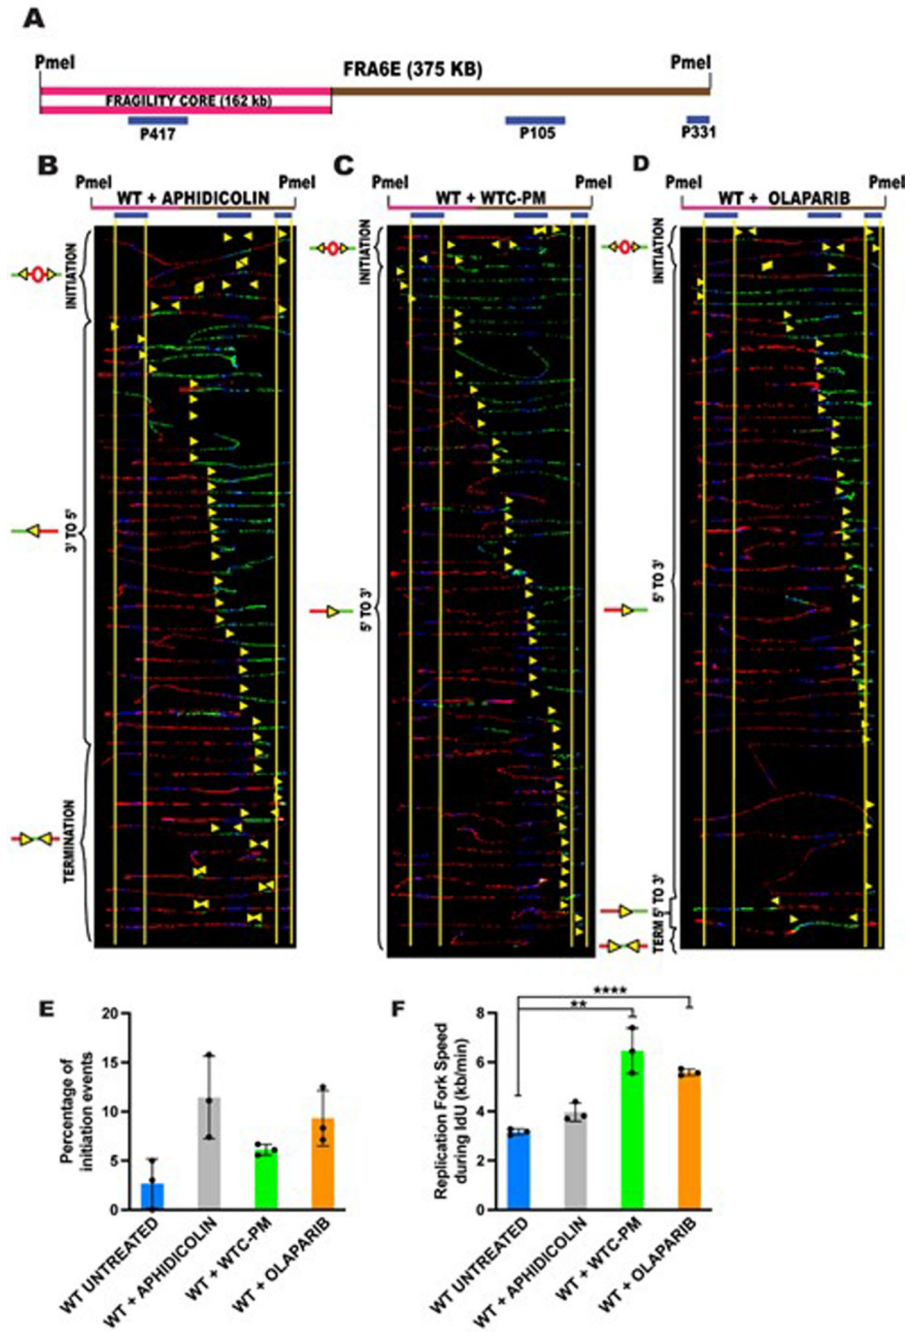 A
PmeI
FRA6E (375 KB)
PmeI
FRAGILITY CORE (162 kb)
P417
P105
P331
B
PmeI
PmeI
WT + APHIDICOLIN
INITIATION
3' TO 5'
TERMINATION
C
PmeI
PmeI
WT + WTC-PM
INITIATION
5' TO 3'
D
PmeI
PmeI
WT + OLAPARIB
INITIATION
5' TO 3'
TERM 5' TO 3'
E
Percentage of
initiation events
20
15
10
5
0
WT UNTREATED
WT + APHIDICOLIN
WT + WTC-PM
WT + OLAPARIB
F
Replication Fork Speed
during IdU (kb/min)
8
6
4
2
0
****
**
WT UNTREATED
WT + APHIDICOLIN
WT + WTC-PM
WT + OLAPARIB